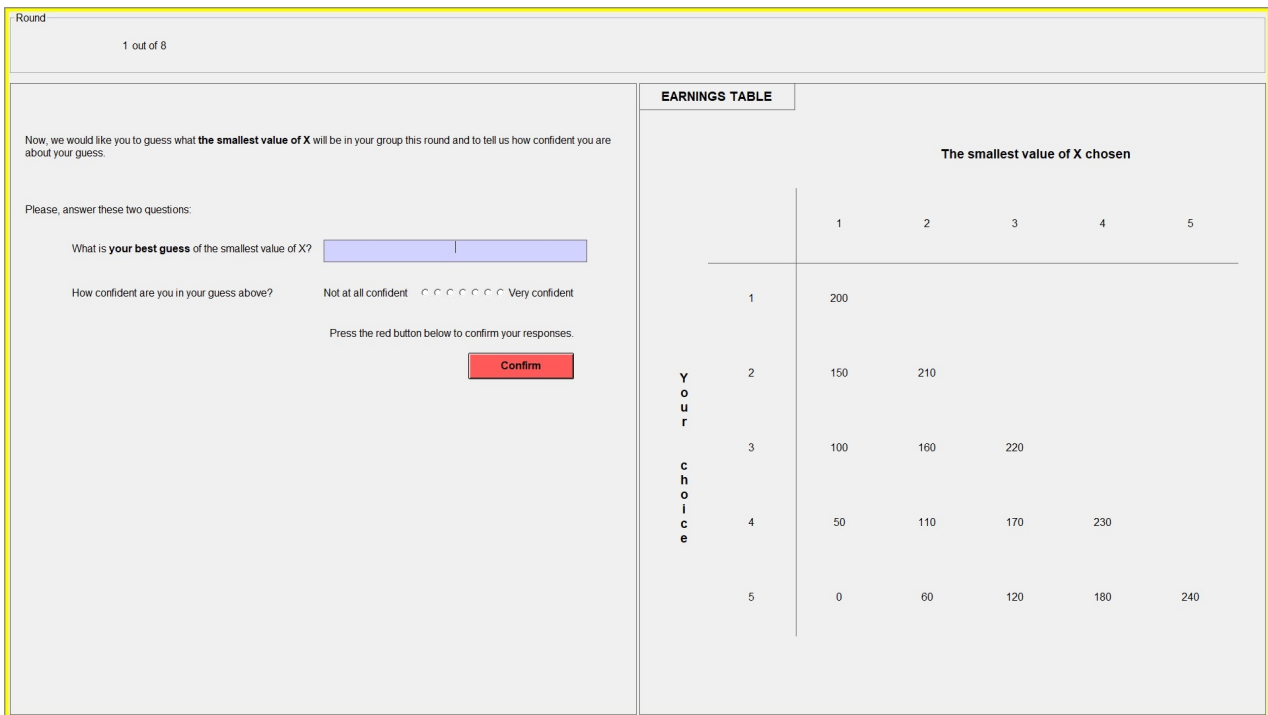 Round
1 out of 8
Now, we would like you to guess what the smallest value of X will be in your group this round and to tell us how confident you are
about your guess.
Please, answer these two questions:
What is your best guess of the smallest value of X?
How confident are you in your guess above? Not at all confident Very confident
Press the red button below to confirm your responses.
Confirm
EARNINGS TABLE
The smallest value of X chosen
1 2 3 4 5
Your choice
1 200
2 150 210
3 100 160 220
4 50 110 170 230
5 0 60 120 180 240